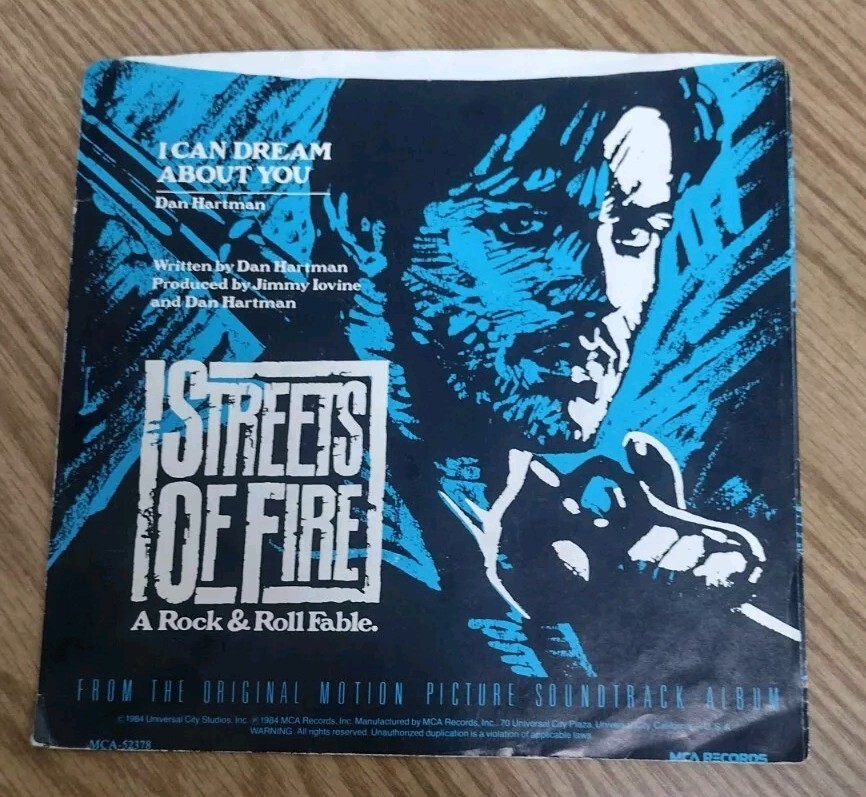 I CAN DREAM
ABOUT YOU
Dan Hartman
Written by Dan Hartman
Produced by Jimmy Iovine
and Dan Hartman
STREETS
OF FIRE
A Rock & Roll Fable.
FROM THE ORIGINAL MOTION PICTURE SOUNDTRACK ALBUM
© 1984 Universal City Studios, Inc. ℗ 1984 MCA Records, Inc. Manufactured by MCA Records, Inc., 70 Universal City Plaza, Universal City, California, U.S.A.
WARNING: All rights reserved. Unauthorized duplication is a violation of applicable laws.
MCA-52378
MCA RECORDS